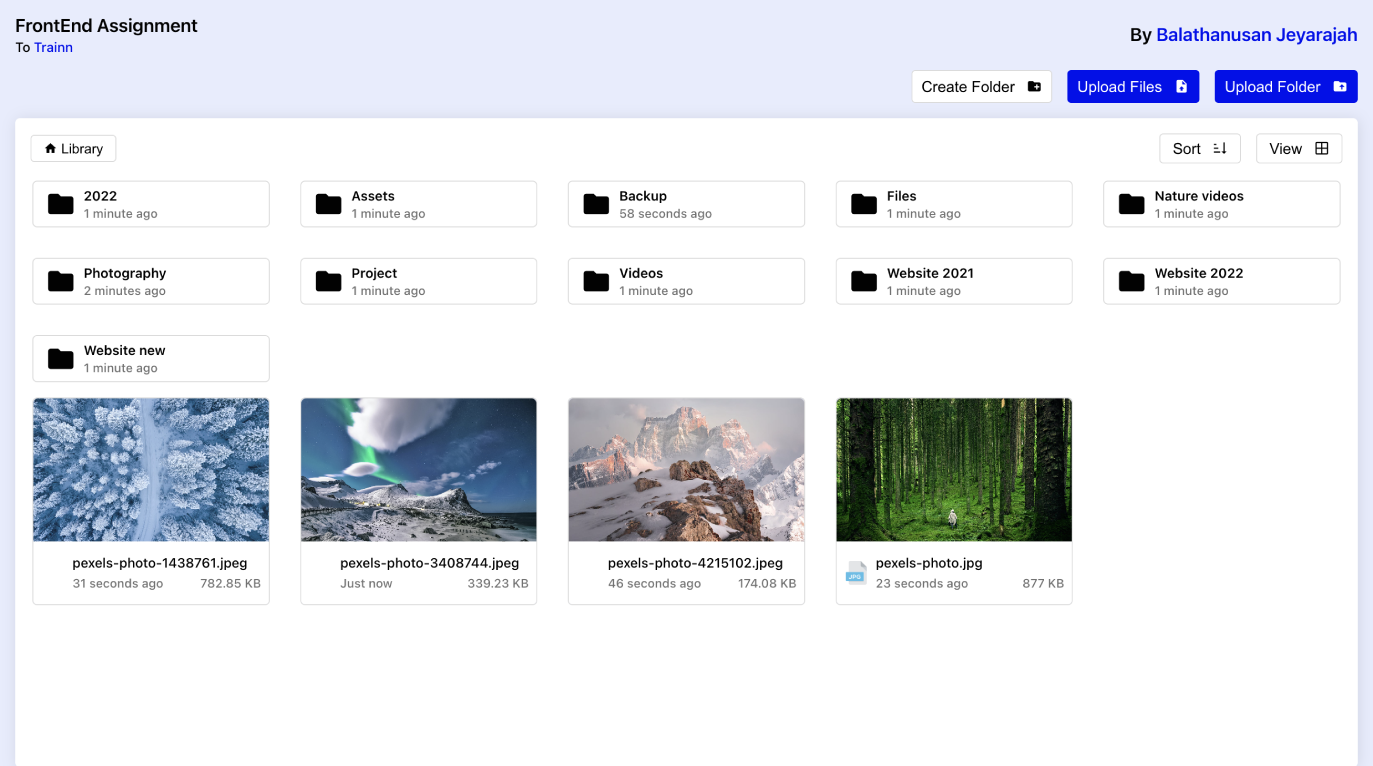 FrontEnd Assignment
To Trainn
By Balathanusan Jeyarajah
Create Folder
Upload Files
Upload Folder
Library
Sort
View
2022
1 minute ago
Assets
1 minute ago
Backup
58 seconds ago
Files
1 minute ago
Nature videos
1 minute ago
Photography
2 minutes ago
Project
1 minute ago
Videos
1 minute ago
Website 2021
1 minute ago
Website 2022
1 minute ago
Website new
1 minute ago
pexels-photo-1438761.jpeg
31 seconds ago 782.85 KB
pexels-photo-3408744.jpeg
Just now 339.23 KB
pexels-photo-4215102.jpeg
46 seconds ago 174.08 KB
JPG
pexels-photo.jpg
23 seconds ago 877 KB